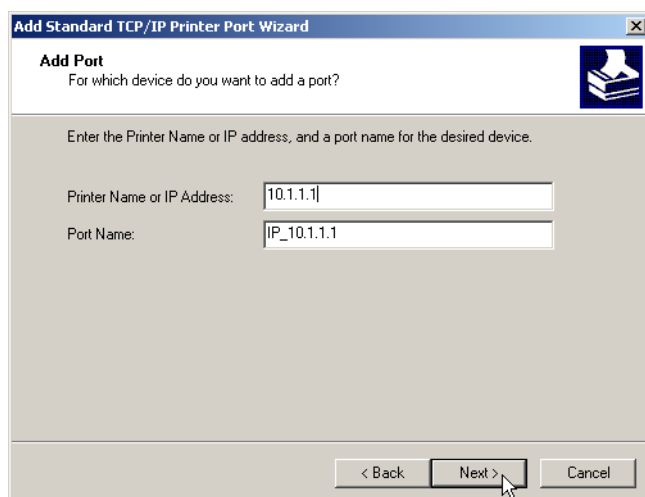 Add Standard TCP/IP Printer Port Wizard
Add Port
For which device do you want to add a port?
Enter the Printer Name or IP address, and a port name for the desired device.
Printer Name or IP Address: 10.1.1.1
Port Name: IP_10.1.1.1
< Back Next > Cancel